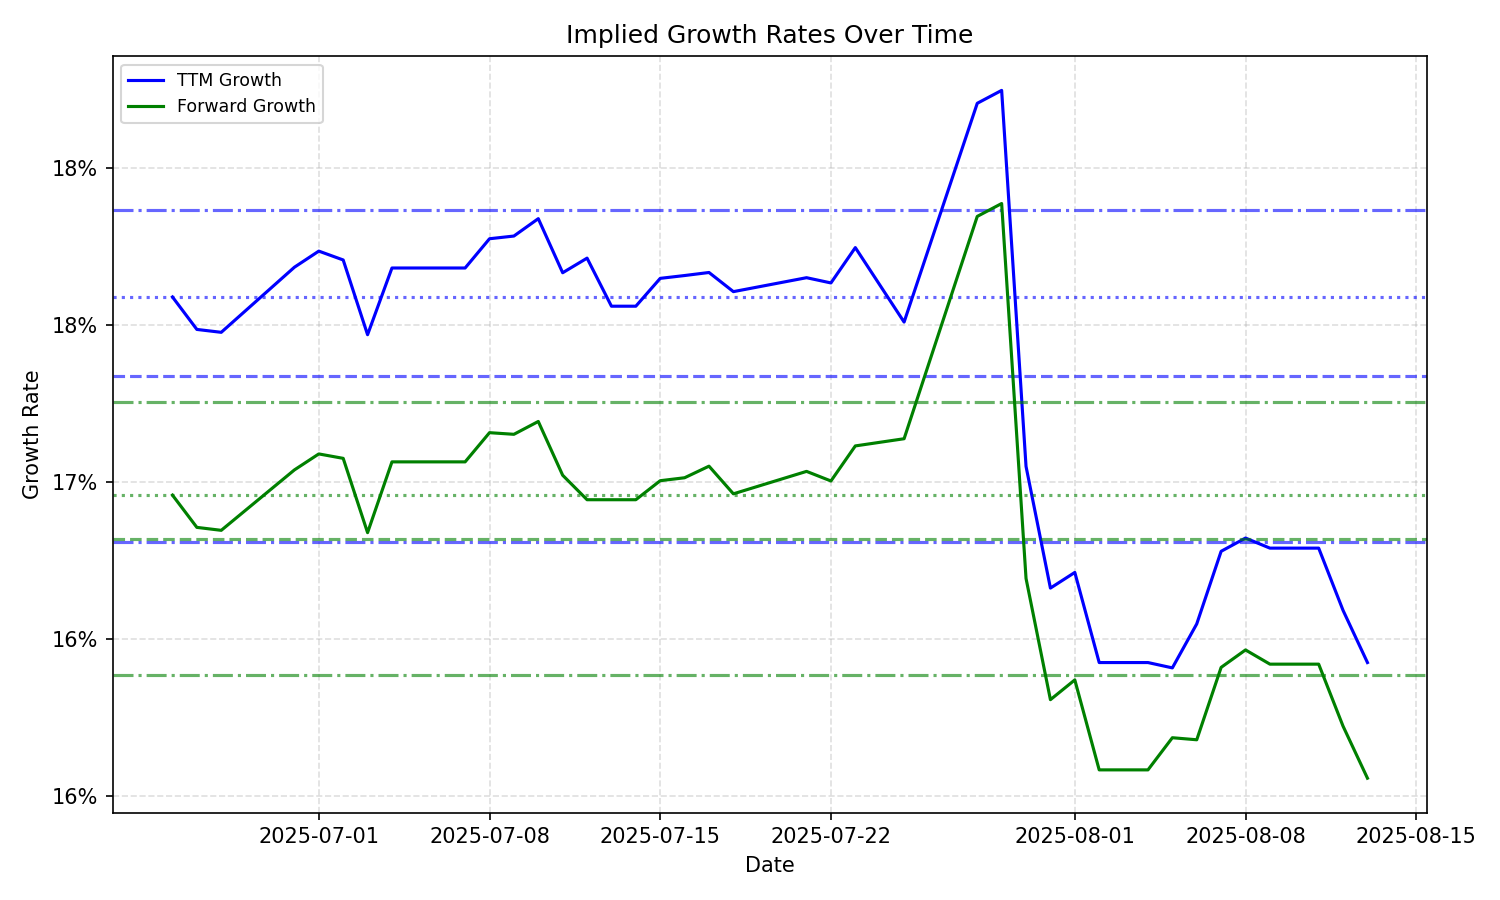 Implied Growth Rates Over Time
TTM Growth
Forward Growth
18%
18%
17%
16%
16%
Growth Rate
2025-07-01
2025-07-08
2025-07-15
2025-07-22
2025-08-01
2025-08-08
2025-08-15
Date